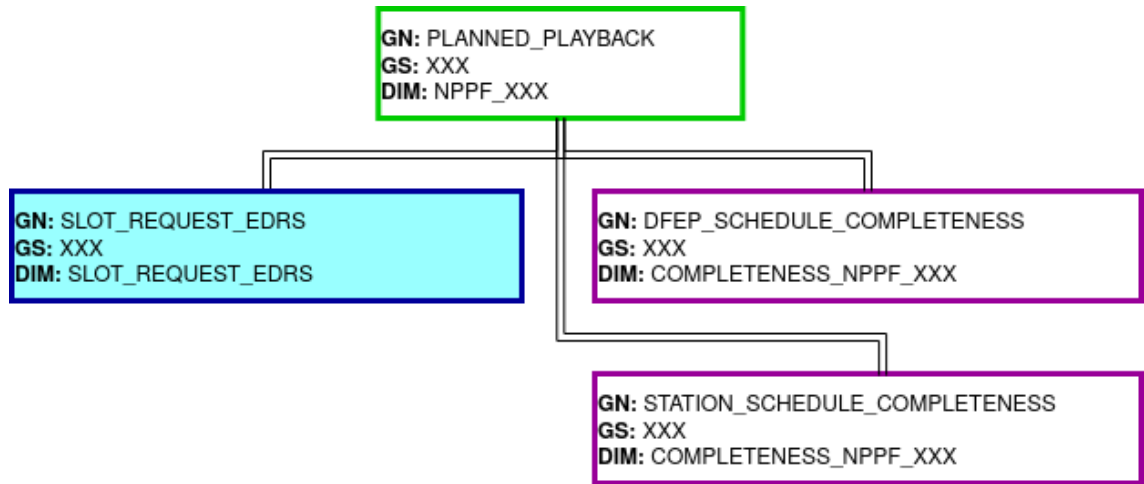 GN: PLANNED_PLAYBACK
GS: XXX
DIM: NPPF_XXX
GN: SLOT_REQUEST_EDRS
GS: XXX
DIM: SLOT_REQUEST_EDRS
GN: DFEP_SCHEDULE_COMPLETENESS
GS: XXX
DIM: COMPLETENESS_NPPF_XXX
GN: STATION_SCHEDULE_COMPLETENESS
GS: XXX
DIM: COMPLETENESS_NPPF_XXX